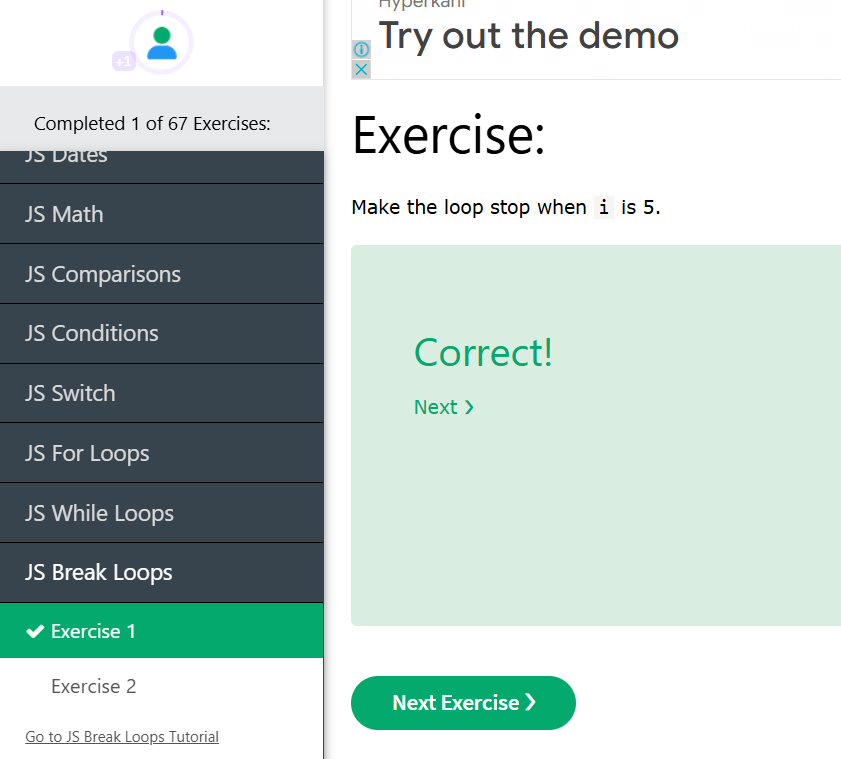 +1
Completed 1 of 67 Exercises:
JS Dates
JS Math
JS Comparisons
JS Conditions
JS Switch
JS For Loops
JS While Loops
JS Break Loops
Exercise 1
Exercise 2
Go to JS Break Loops Tutorial
Hyperkani
Try out the demo
Exercise:
Make the loop stop when i is 5.
Correct!
Next ❯
Next Exercise ❯